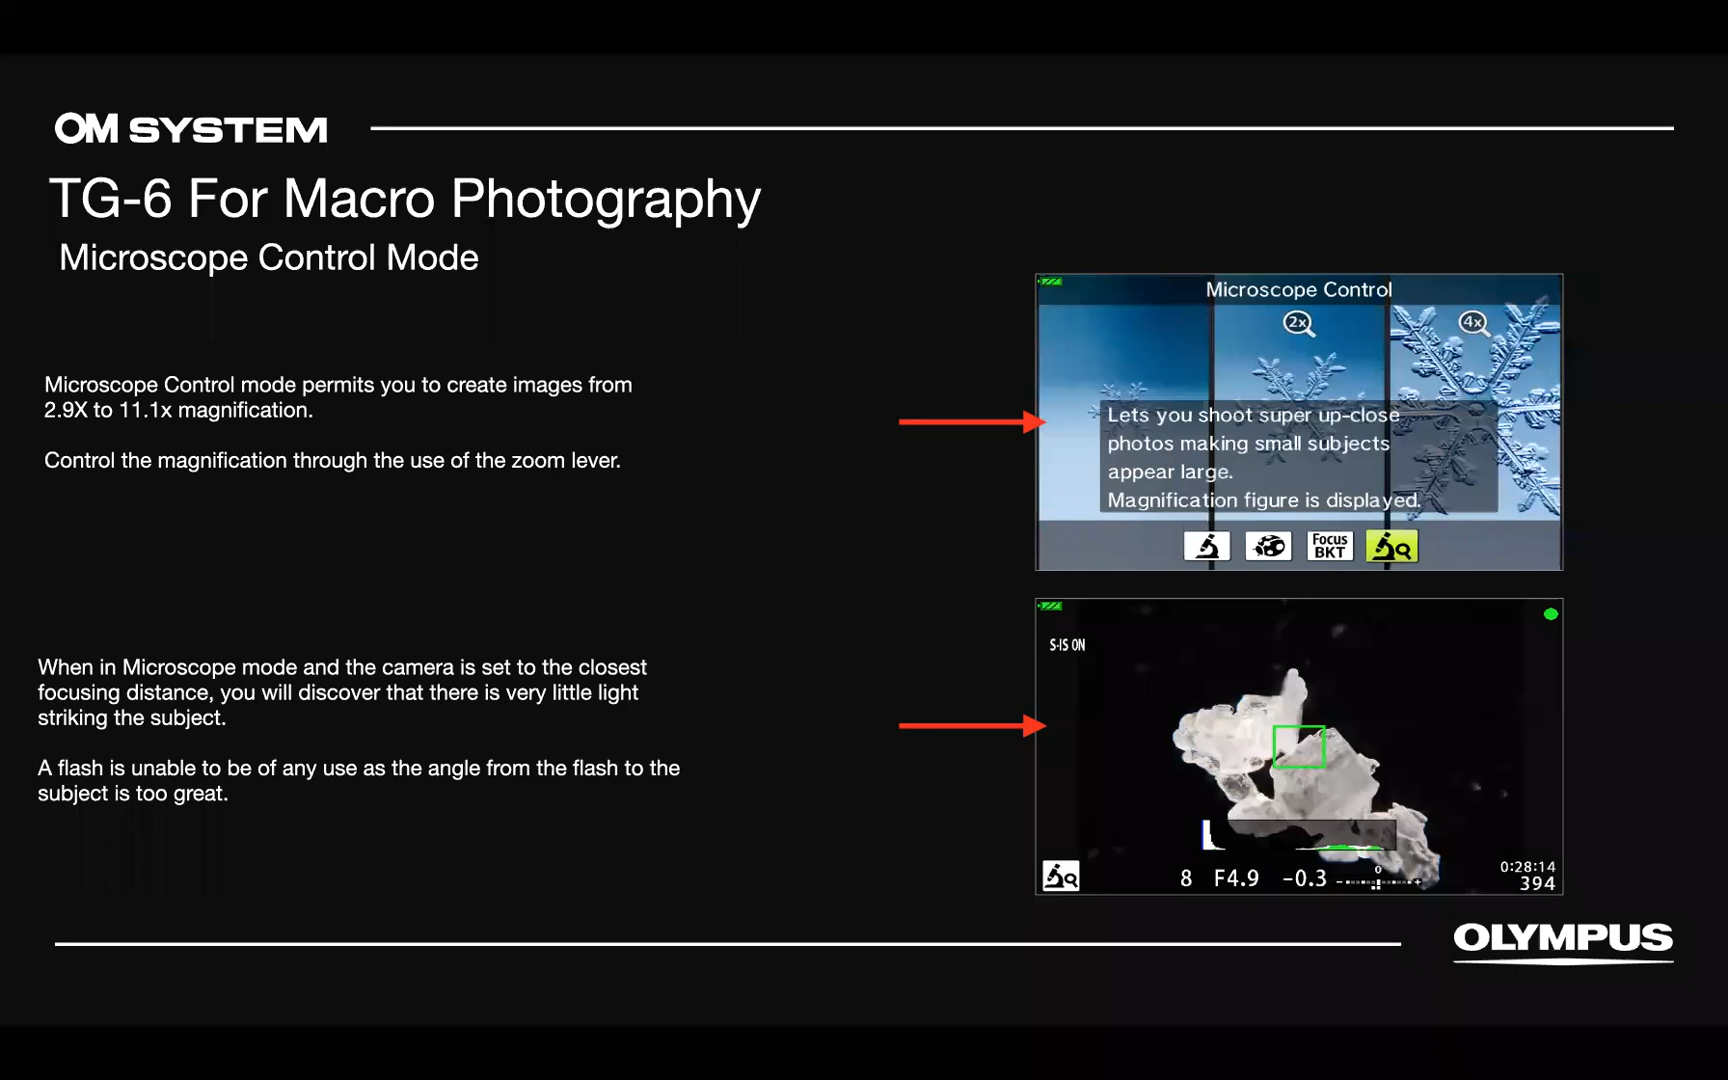 OM SYSTEM
TG-6 For Macro Photography
Microscope Control Mode
Microscope Control mode permits you to create images from
2.9X to 11.1x magnification.
Control the magnification through the use of the zoom lever.
When in Microscope mode and the camera is set to the closest
focusing distance, you will discover that there is very little light
striking the subject.
A flash is unable to be of any use as the angle from the flash to the
subject is too great.
Microscope Control
2x
4x
Lets you shoot super up-close
photos making small subjects
appear large.
Magnification figure is displayed.
Focus
BKT
S-IS ON
8 F4.9 -0.3
0
0:28:14
394
OLYMPUS